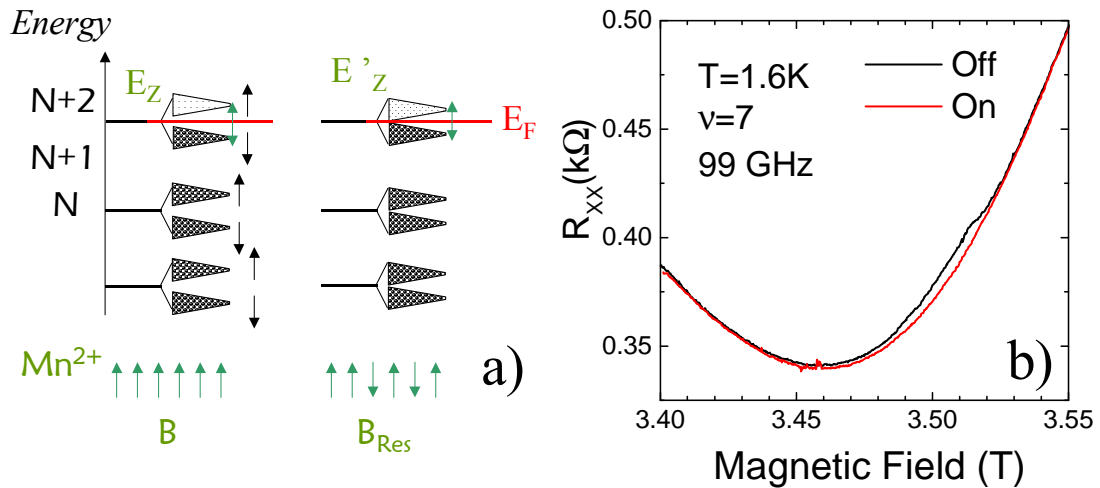 Energy
E_Z
E'_Z
N+2
E_F
N+1
N
Mn²⁺
B
B_Res
a)
0.50
0.45
0.40
0.35
R_XX(kΩ)
T=1.6K
ν=7
99 GHz
Off
On
b)
3.40 3.45 3.50 3.55
Magnetic Field (T)